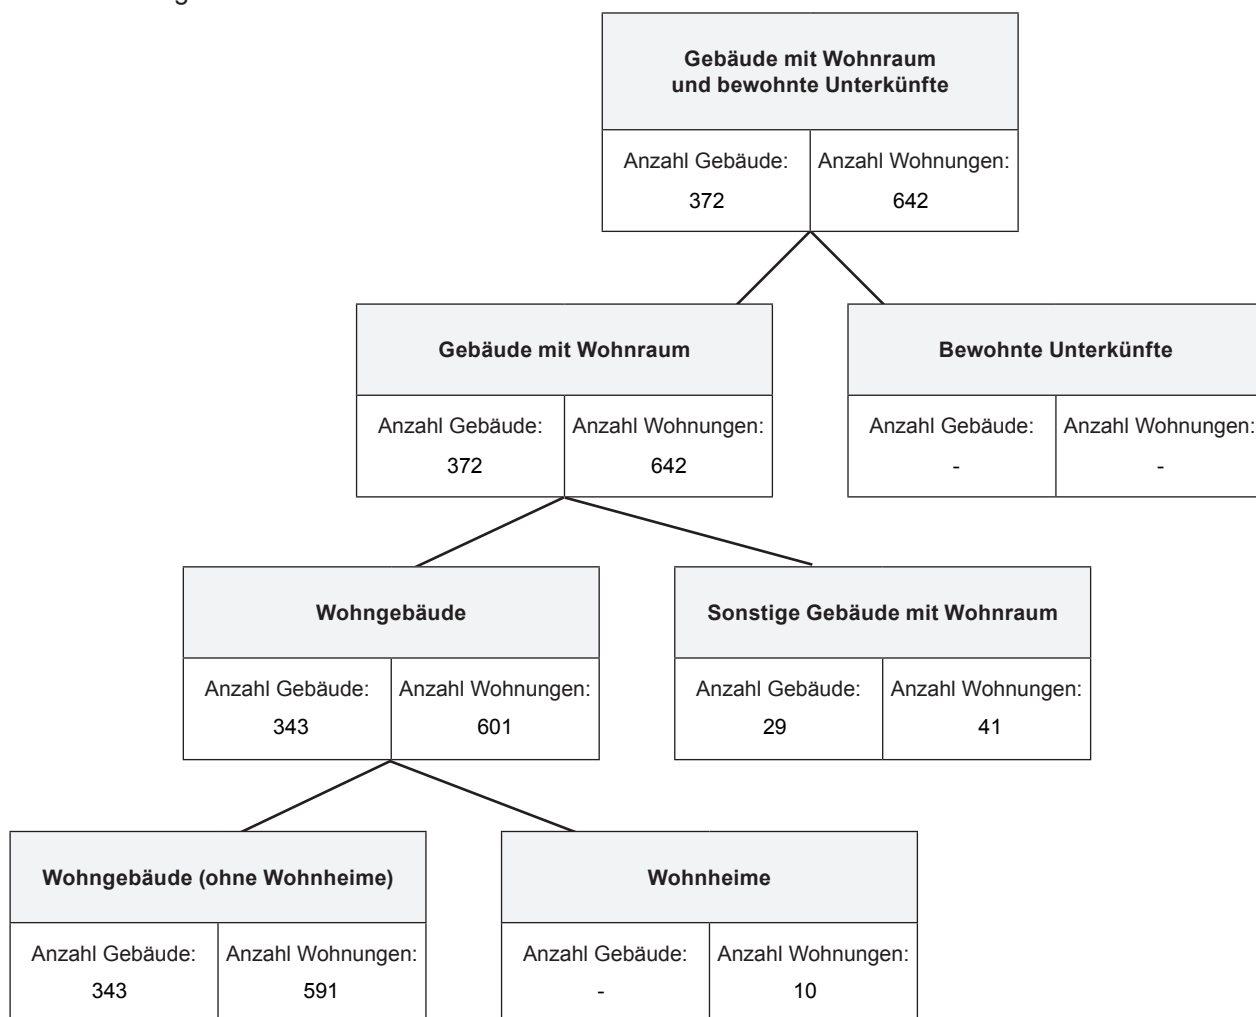 Gebäude mit Wohnraum
und bewohnte Unterkünfte
Anzahl Gebäude:
372
Anzahl Wohnungen:
642
Gebäude mit Wohnraum
Anzahl Gebäude:
372
Anzahl Wohnungen:
642
Bewohnte Unterkünfte
Anzahl Gebäude:
-
Anzahl Wohnungen:
-
Wohngebäude
Anzahl Gebäude:
343
Anzahl Wohnungen:
601
Sonstige Gebäude mit Wohnraum
Anzahl Gebäude:
29
Anzahl Wohnungen:
41
Wohngebäude (ohne Wohnheime)
Anzahl Gebäude:
343
Anzahl Wohnungen:
591
Wohnheime
Anzahl Gebäude:
-
Anzahl Wohnungen:
10